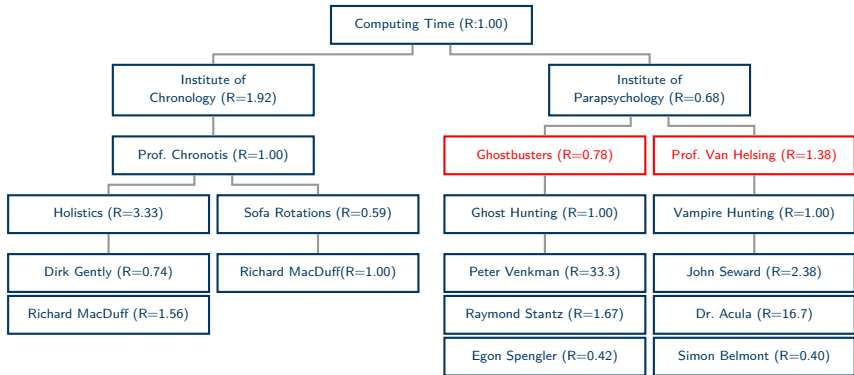 Computing Time (R:1.00)
Institute of
Chronology (R=1.92)
Institute of
Parapsychology (R=0.68)
Prof. Chronotis (R=1.00)
Ghostbusters (R=0.78)
Prof. Van Helsing (R=1.38)
Holistics (R=3.33)
Sofa Rotations (R=0.59)
Ghost Hunting (R=1.00)
Vampire Hunting (R=1.00)
Dirk Gently (R=0.74)
Richard MacDuff(R=1.00)
Peter Venkman (R=33.3)
John Seward (R=2.38)
Richard MacDuff (R=1.56)
Raymond Stantz (R=1.67)
Dr. Acula (R=16.7)
Egon Spengler (R=0.42)
Simon Belmont (R=0.40)